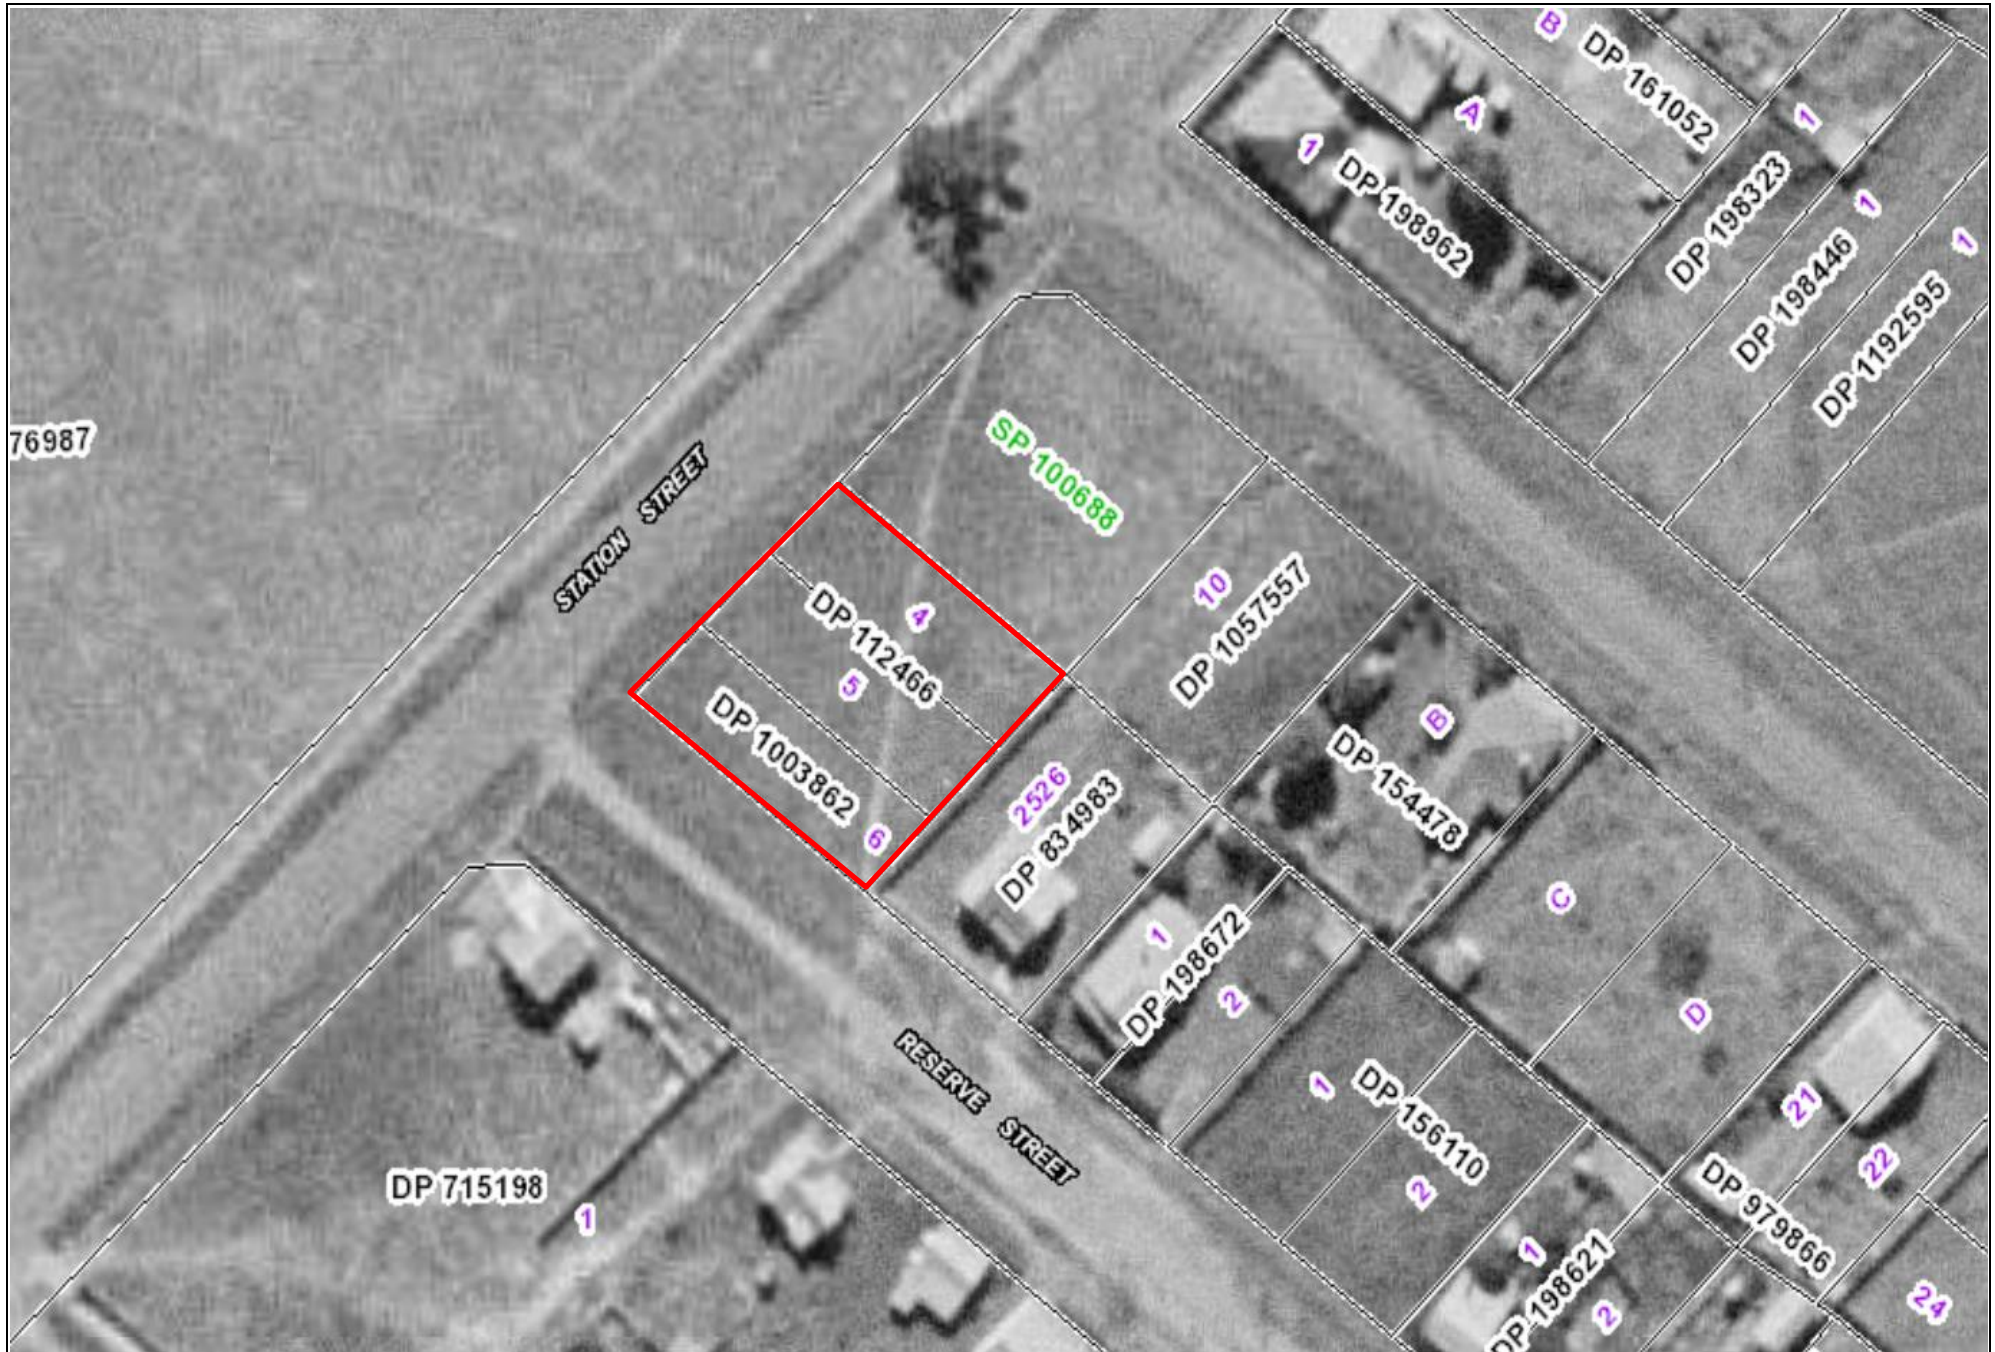 B
DP 161052
A
1
1
DP 198962
DP 198323
1
DP 198446
1
DP 1192595
76987
SP 100688
STATION STREET
10
DP 1057557
4
DP 112466
5
DP 1003862
6
B
DP 154478
2526
DP 834983
C
1
DP 198672
2
D
RESERVE STREET
1
DP 156110
2
21
22
DP 979866
DP 715198
1
1
DP 198621
2
24